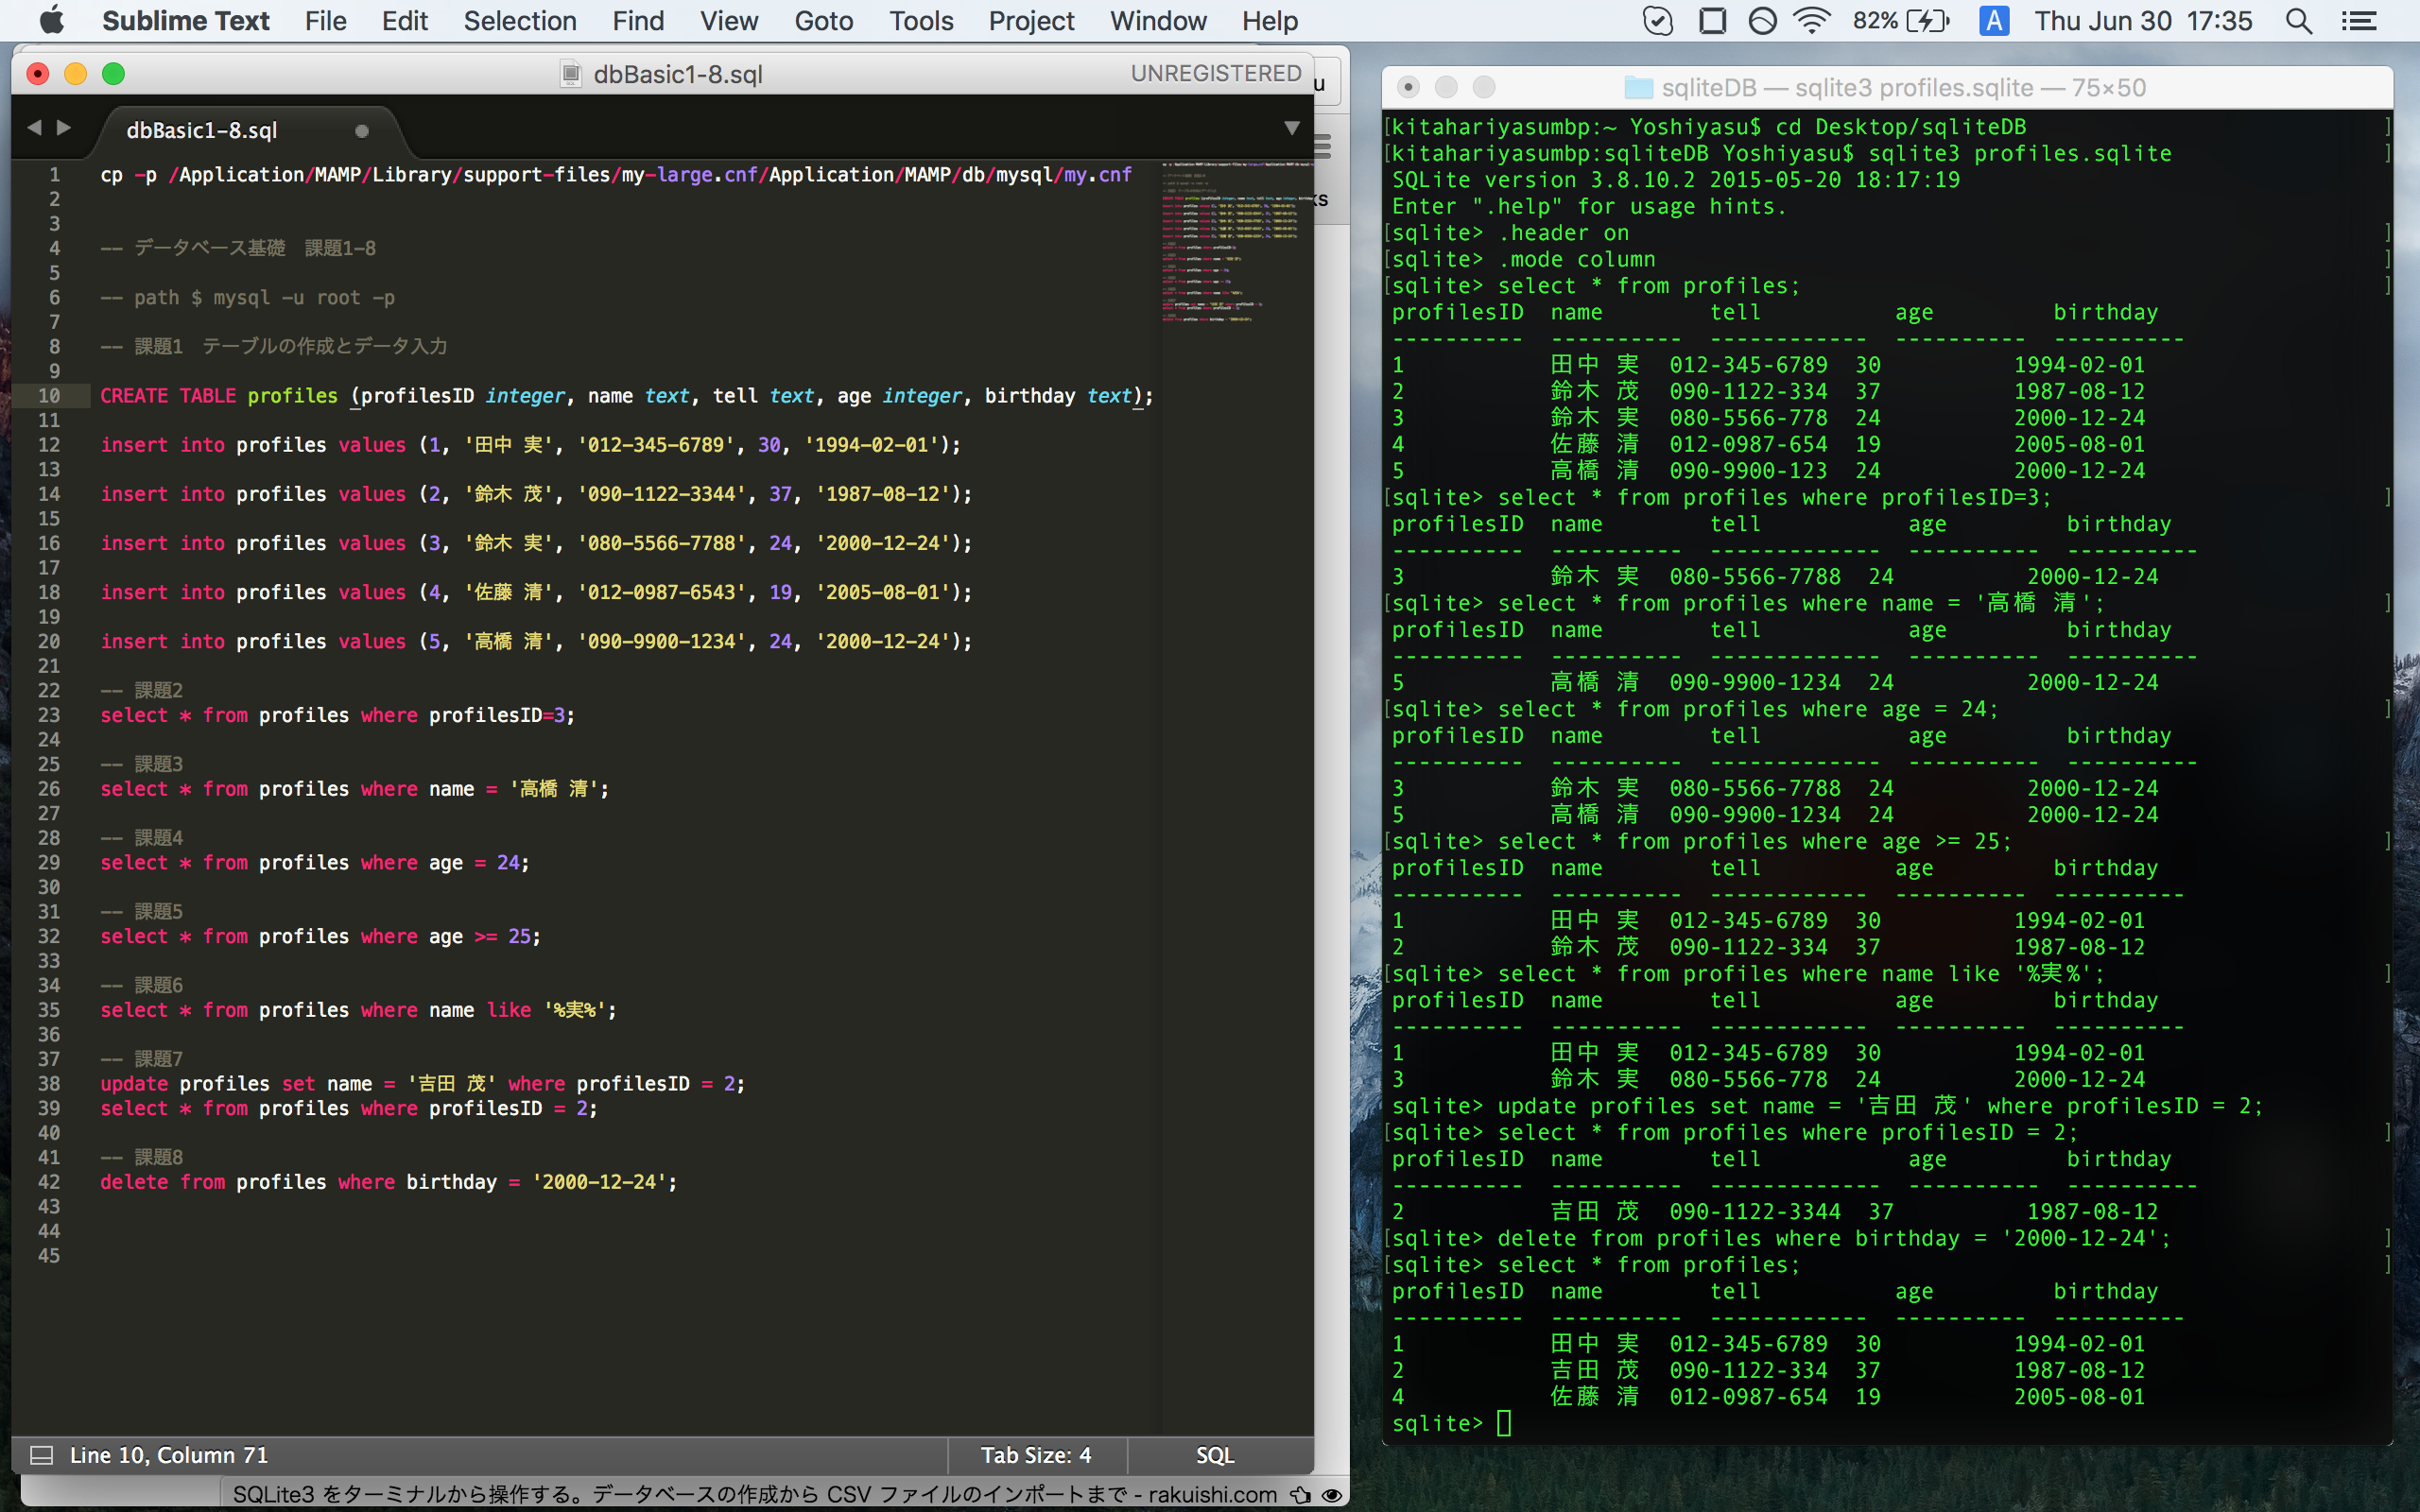 Sublime Text File Edit Selection Find View Goto Tools Project Window Help 82% A Thu Jun 30 17:35
dbBasic1-8.sql UNREGISTERED
dbBasic1-8.sql
1 cp -p /Application/MAMP/Library/support-files/my-large.cnf/Application/MAMP/db/mysql/my.cnf
2
3
4 -- データベース基礎　課題1-8
5
6 -- path $ mysql -u root -p
7
8 -- 課題1　テーブルの作成とデータ入力
9
10 CREATE TABLE profiles (profilesID integer, name text, tell text, age integer, birthday text);
11
12 insert into profiles values (1, '田中 実', '012-345-6789', 30, '1994-02-01');
13
14 insert into profiles values (2, '鈴木 茂', '090-1122-3344', 37, '1987-08-12');
15
16 insert into profiles values (3, '鈴木 実', '080-5566-7788', 24, '2000-12-24');
17
18 insert into profiles values (4, '佐藤 清', '012-0987-6543', 19, '2005-08-01');
19
20 insert into profiles values (5, '高橋 清', '090-9900-1234', 24, '2000-12-24');
21
22 -- 課題2
23 select * from profiles where profilesID=3;
24
25 -- 課題3
26 select * from profiles where name = '高橋 清';
27
28 -- 課題4
29 select * from profiles where age = 24;
30
31 -- 課題5
32 select * from profiles where age >= 25;
33
34 -- 課題6
35 select * from profiles where name like '%実%';
36
37 -- 課題7
38 update profiles set name = '吉田 茂' where profilesID = 2;
39 select * from profiles where profilesID = 2;
40
41 -- 課題8
42 delete from profiles where birthday = '2000-12-24';
43
44
45
Line 10, Column 71 Tab Size: 4 SQL
SQLite3 をターミナルから操作する。データベースの作成から CSV ファイルのインポートまで - rakuishi.com
sqliteDB — sqlite3 profiles.sqlite — 75×50
[kitahariyasumbp:~ Yoshiyasu$ cd Desktop/sqliteDB ]
[kitahariyasumbp:sqliteDB Yoshiyasu$ sqlite3 profiles.sqlite ]
SQLite version 3.8.10.2 2015-05-20 18:17:19
Enter ".help" for usage hints.
[sqlite> .header on ]
[sqlite> .mode column ]
[sqlite> select * from profiles; ]
profilesID name tell age birthday
---------- ---------- ------------ ---------- ----------
1 田中 実 012-345-6789 30 1994-02-01
2 鈴木 茂 090-1122-334 37 1987-08-12
3 鈴木 実 080-5566-778 24 2000-12-24
4 佐藤 清 012-0987-654 19 2005-08-01
5 高橋 清 090-9900-123 24 2000-12-24
[sqlite> select * from profiles where profilesID=3; ]
profilesID name tell age birthday
---------- ---------- ------------- ---------- ----------
3 鈴木 実 080-5566-7788 24 2000-12-24
[sqlite> select * from profiles where name = '高橋 清'; ]
profilesID name tell age birthday
---------- ---------- ------------- ---------- ----------
5 高橋 清 090-9900-1234 24 2000-12-24
[sqlite> select * from profiles where age = 24; ]
profilesID name tell age birthday
---------- ---------- ------------- ---------- ----------
3 鈴木 実 080-5566-7788 24 2000-12-24
5 高橋 清 090-9900-1234 24 2000-12-24
[sqlite> select * from profiles where age >= 25; ]
profilesID name tell age birthday
---------- ---------- ------------ ---------- ----------
1 田中 実 012-345-6789 30 1994-02-01
2 鈴木 茂 090-1122-334 37 1987-08-12
[sqlite> select * from profiles where name like '%実%'; ]
profilesID name tell age birthday
---------- ---------- ------------ ---------- ----------
1 田中 実 012-345-6789 30 1994-02-01
3 鈴木 実 080-5566-778 24 2000-12-24
sqlite> update profiles set name = '吉田 茂' where profilesID = 2;
[sqlite> select * from profiles where profilesID = 2; ]
profilesID name tell age birthday
---------- ---------- ------------- ---------- ----------
2 吉田 茂 090-1122-3344 37 1987-08-12
[sqlite> delete from profiles where birthday = '2000-12-24'; ]
[sqlite> select * from profiles; ]
profilesID name tell age birthday
---------- ---------- ------------ ---------- ----------
1 田中 実 012-345-6789 30 1994-02-01
2 吉田 茂 090-1122-334 37 1987-08-12
4 佐藤 清 012-0987-654 19 2005-08-01
sqlite>